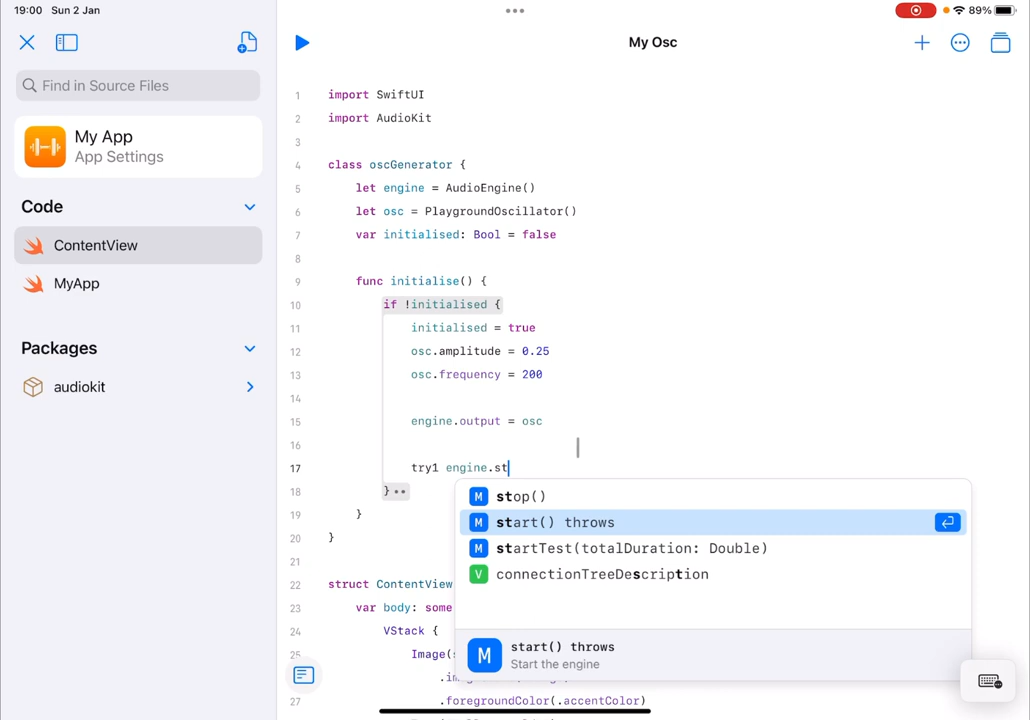 19:00 Sun 2 Jan
89%
My Osc
Find in Source Files
My App
App Settings
Code
ContentView
MyApp
Packages
audiokit
1 import SwiftUI
2 import AudioKit
3
4 class oscGenerator {
5 let engine = AudioEngine()
6 let osc = PlaygroundOscillator()
7 var initialised: Bool = false
8
9 func initialise() {
10 if !initialised {
11 initialised = true
12 osc.amplitude = 0.25
13 osc.frequency = 200
14
15 engine.output = osc
16
17 try1 engine.st
18 }
19 }
20 }
21
22 struct ContentView
23 var body: some
24 VStack {
25 Image(s
27 .foregroundColor(.accentColor)
M stop()
M start() throws
M startTest(totalDuration: Double)
V connectionTreeDescription
M start() throws
Start the engine